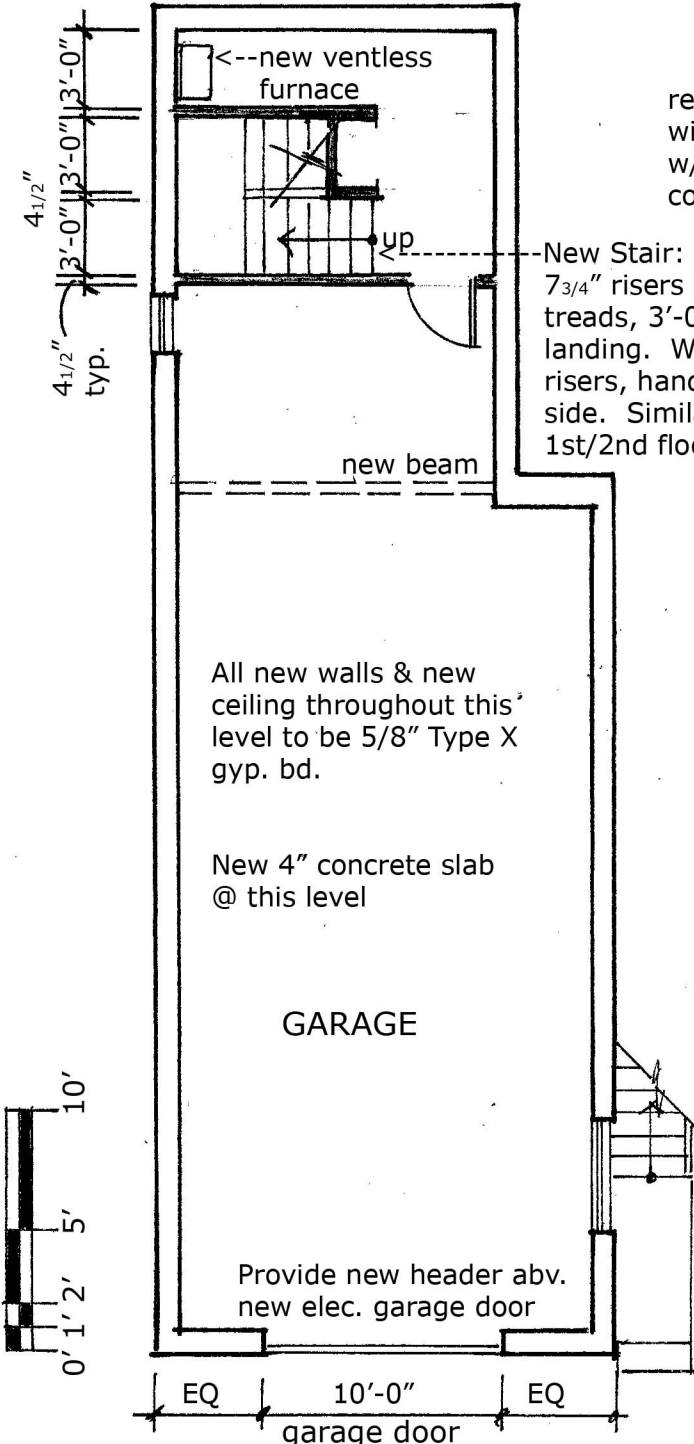 <--new ventless
furnace
3'-0"
3'-0"
3'-0"
4 1/2"
4 1/2"
typ.
up
New Stair:
7 3/4" risers
treads, 3'-0
landing. W
risers, hand
side. Simila
1st/2nd floo
re
wi
w/
co
new beam
All new walls & new
ceiling throughout this
level to be 5/8" Type X
gyp. bd.
New 4" concrete slab
@ this level
GARAGE
10'
5'
2'
1'
0'
Provide new header abv.
new elec. garage door
EQ
10'-0"
EQ
garage door